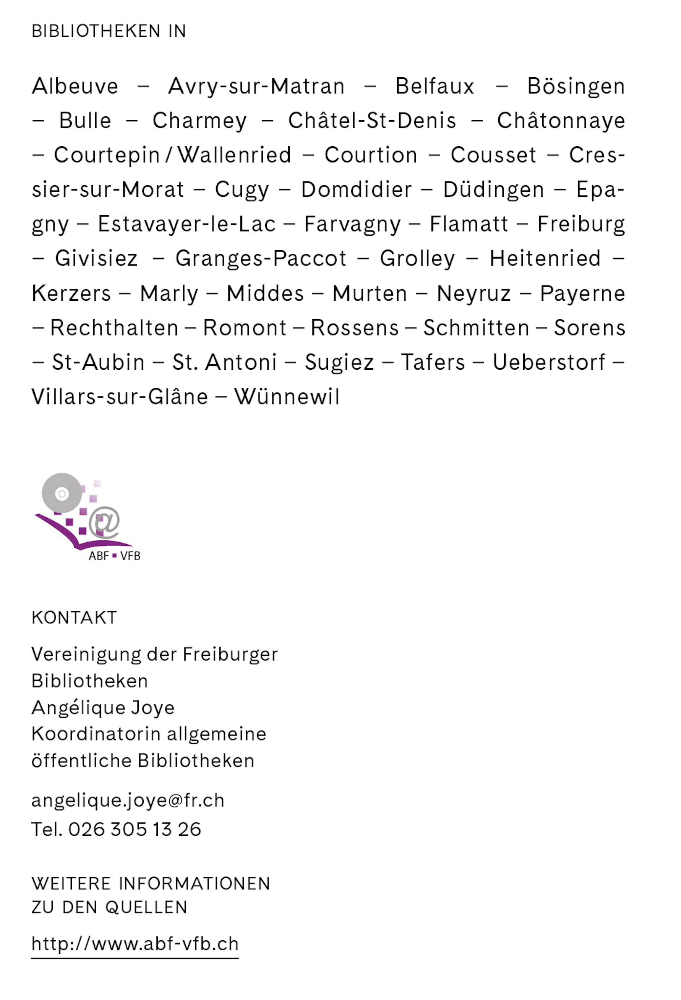 BIBLIOTHEKEN IN
Albeuve – Avry-sur-Matran – Belfaux – Bösingen
– Bulle – Charmey – Châtel-St-Denis – Châtonnaye
– Courtepin / Wallenried – Courtion – Cousset – Cres-
sier-sur-Morat – Cugy – Domdidier – Düdingen – Epa-
gny – Estavayer-le-Lac – Farvagny – Flamatt – Freiburg
– Givisiez – Granges-Paccot – Grolley – Heitenried –
Kerzers – Marly – Middes – Murten – Neyruz – Payerne
– Rechthalten – Romont – Rossens – Schmitten – Sorens
– St-Aubin – St. Antoni – Sugiez – Tafers – Ueberstorf –
Villars-sur-Glâne – Wünnewil
@
ABF ▪ VFB
KONTAKT
Vereinigung der Freiburger
Bibliotheken
Angélique Joye
Koordinatorin allgemeine
öffentliche Bibliotheken
angelique.joye@fr.ch
Tel. 026 305 13 26
WEITERE INFORMATIONEN
ZU DEN QUELLEN
http://www.abf-vfb.ch